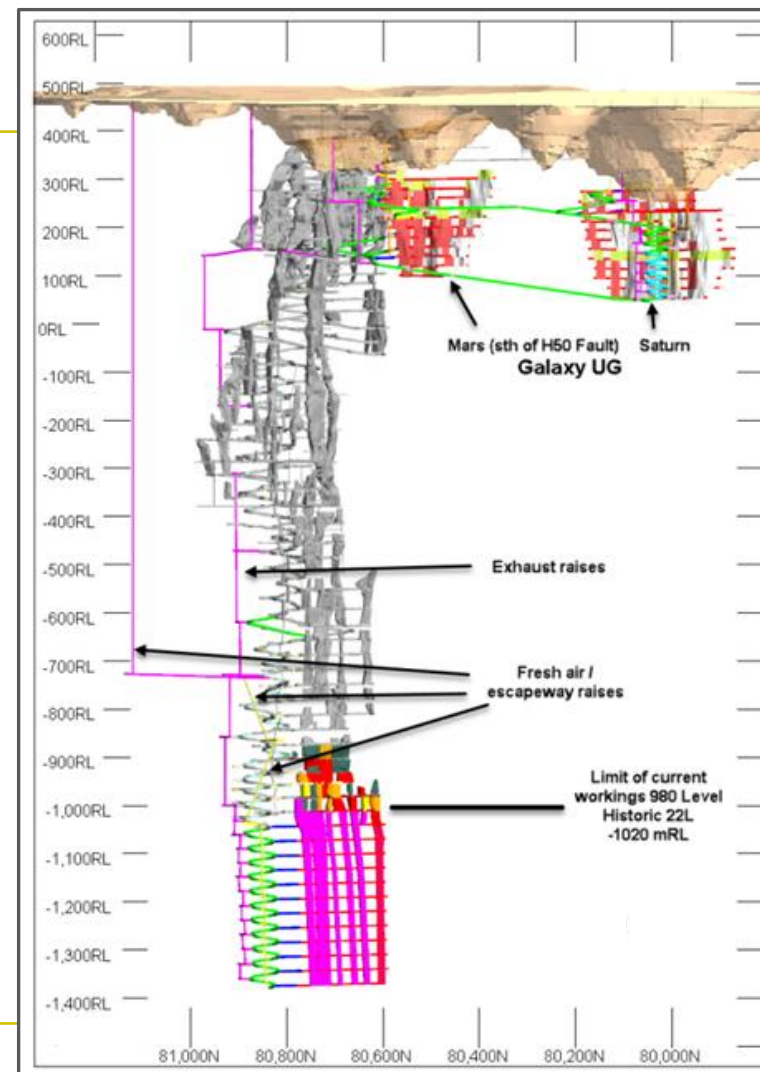 600RL
500RL
400RL
300RL
200RL
100RL
0RL
-100RL
-200RL
-300RL
-400RL
-500RL
-600RL
-700RL
-800RL
-900RL
-1,000RL
-1,100RL
-1,200RL
-1,300RL
-1,400RL
Mars (sth of H50 Fault) Saturn
Galaxy UG
Exhaust raises
Fresh air /
escapeway raises
Limit of current
workings 980 Level
Historic 22L
-1020 mRL
81,000N 80,800N 80,600N 80,400N 80,200N 80,000N